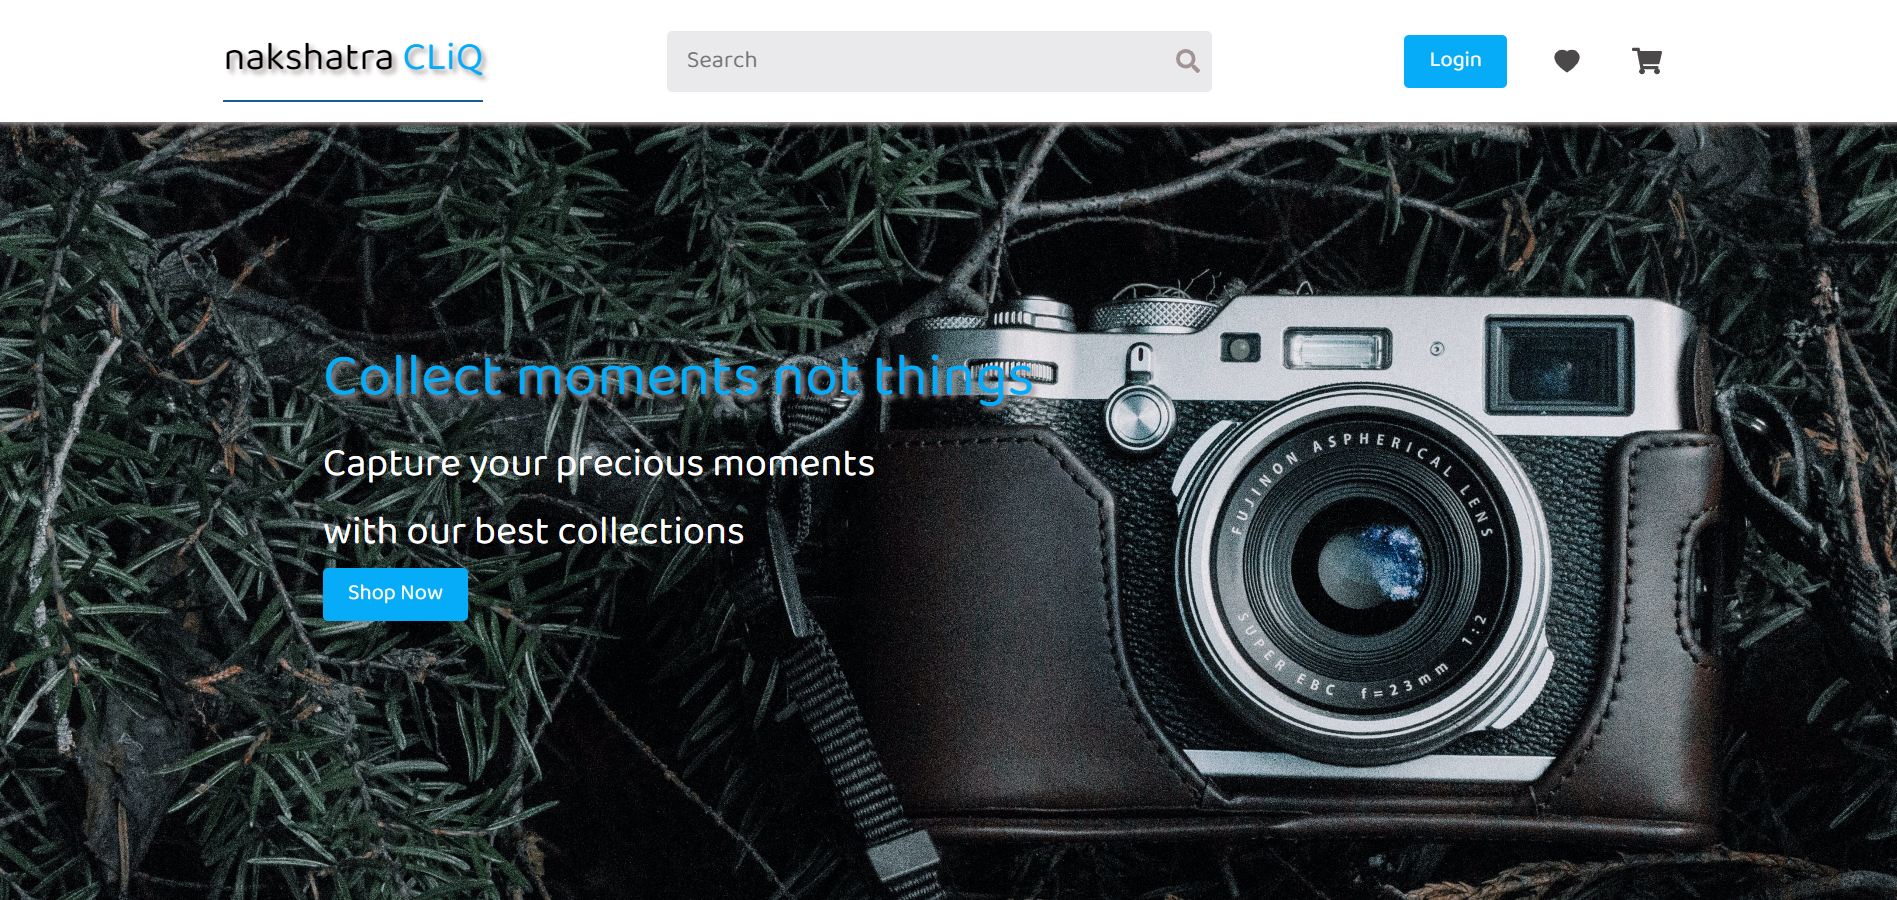 nakshatra CLiQ
Search
Login
Collect moments not things
Capture your precious moments
with our best collections
Shop Now
FUJINON ASPHERICAL LENS
SUPER EBC f=23mm 1:2